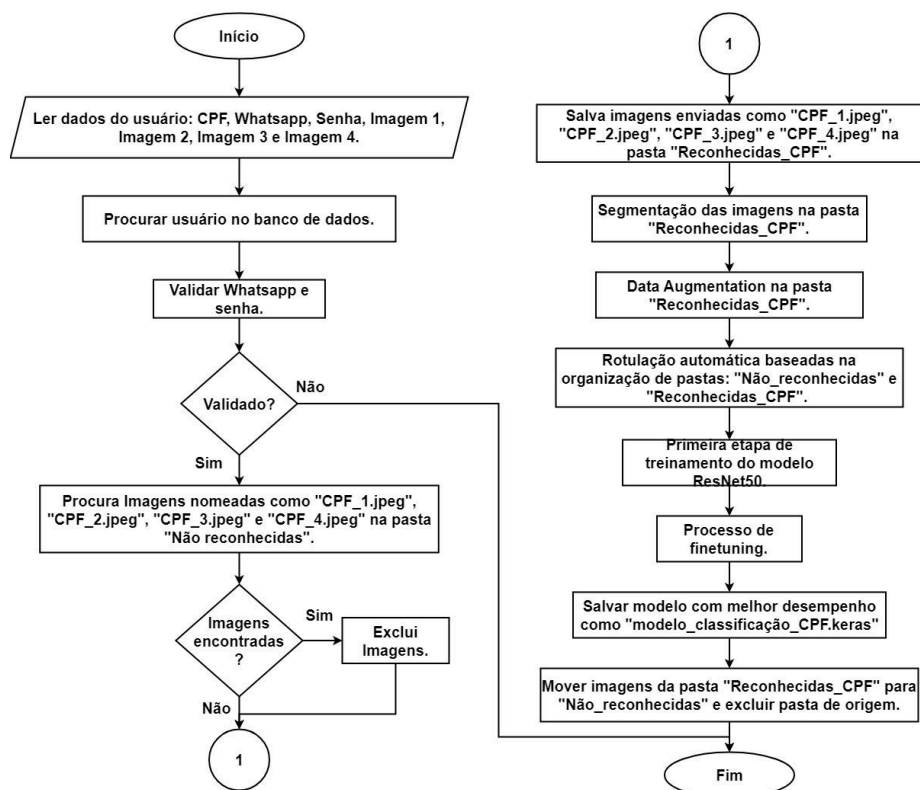 Início
Ler dados do usuário: CPF, Whatsapp, Senha, Imagem 1,
Imagem 2, Imagem 3 e Imagem 4.
Procurar usuário no banco de dados.
Validar Whatsapp e
senha.
Validado?
Não
Sim
Procura Imagens nomeadas como "CPF_1.jpeg",
"CPF_2.jpeg", "CPF_3.jpeg" e "CPF_4.jpeg" na pasta
"Não reconhecidas".
Imagens
encontradas
?
Sim
Exclui
Imagens.
Não
1
1
Salva imagens enviadas como "CPF_1.jpeg",
"CPF_2.jpeg", "CPF_3.jpeg" e "CPF_4.jpeg" na
pasta "Reconhecidas_CPF".
Segmentação das imagens na pasta
"Reconhecidas_CPF".
Data Augmentation na pasta
"Reconhecidas_CPF".
Rotulação automática baseadas na
organização de pastas: "Não_reconhecidas" e
"Reconhecidas_CPF".
Primeira etapa de
treinamento do modelo
ResNet50.
Processo de
finetuning.
Salvar modelo com melhor desempenho
como "modelo_classificação_CPF.keras"
Mover imagens da pasta "Reconhecidas_CPF" para
"Não_reconhecidas" e excluir pasta de origem.
Fim